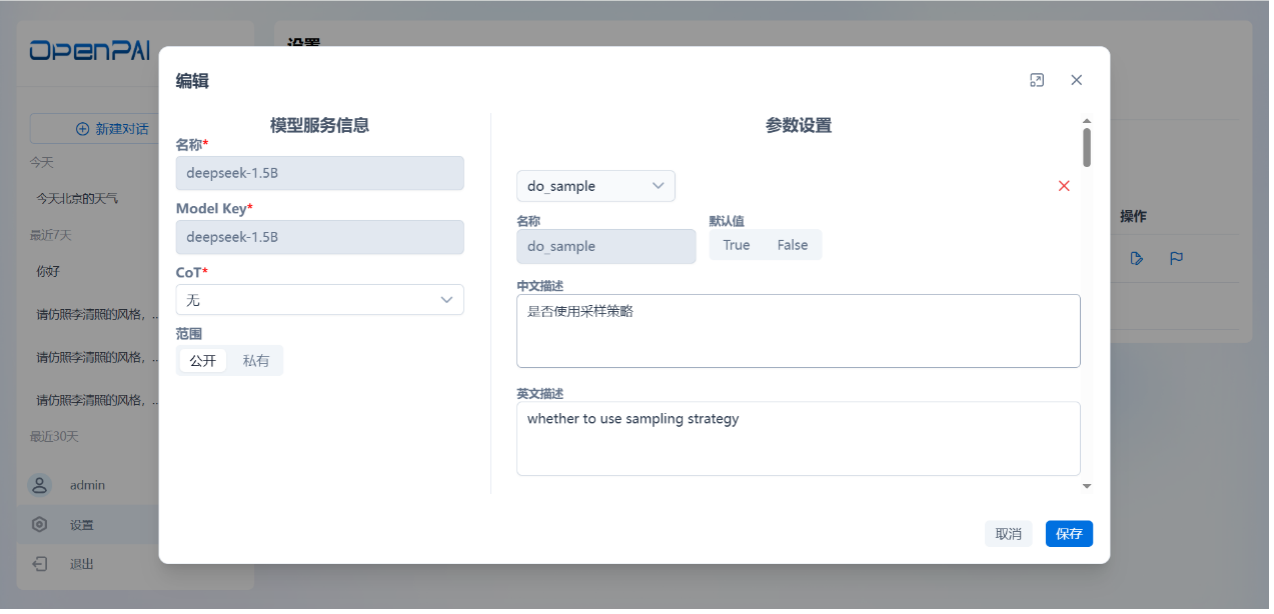 OpenPAI
设置
新建对话
今天
今天北京的天气
最近7天
你好
请仿照李清照的风格，...
请仿照李清照的风格，...
请仿照李清照的风格，...
最近30天
admin
设置
退出
编辑
模型服务信息
名称*
deepseek-1.5B
Model Key*
deepseek-1.5B
CoT*
无
范围
公开 私有
参数设置
do_sample
名称 默认值
do_sample True False
中文描述
是否使用采样策略
英文描述
whether to use sampling strategy
取消 保存
操作